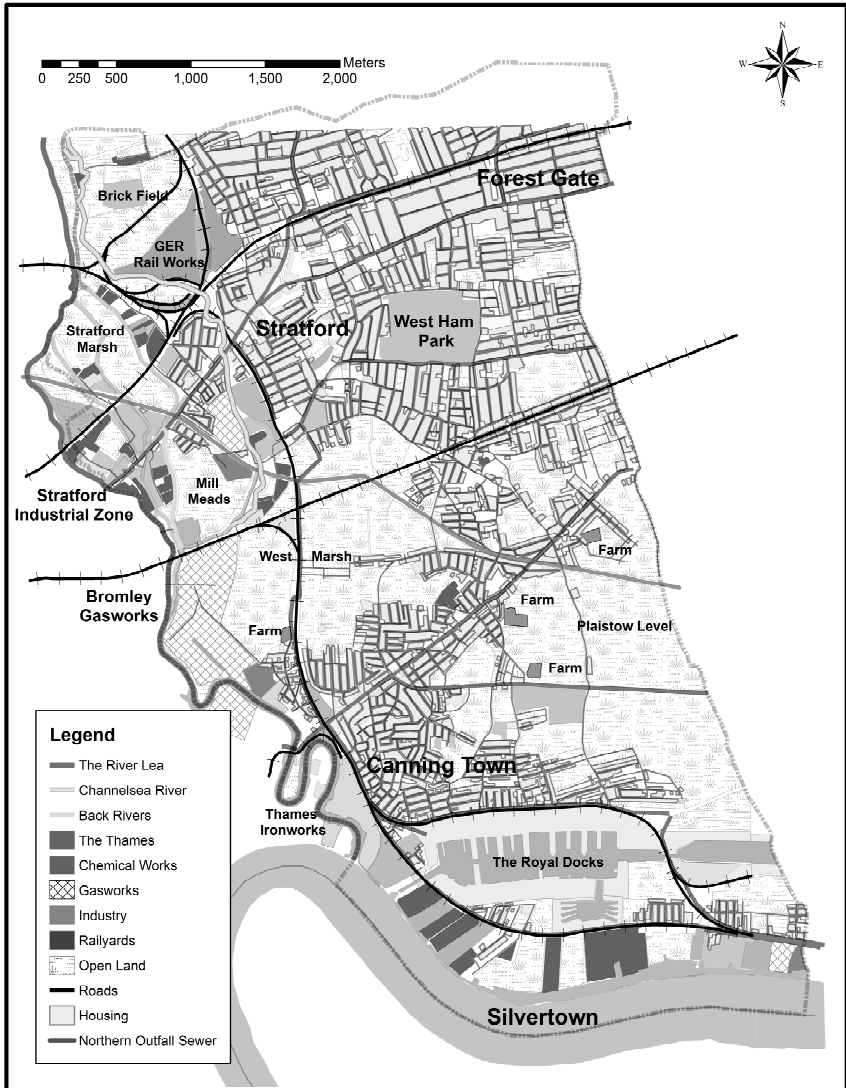 N
W
E
S
Meters
0 250 500 1,000 1,500 2,000
Forest Gate
Brick Field
GER
Rail Works
Stratford
Marsh
Stratford
West Ham
Park
Mill
Meads
Stratford
Industrial Zone
West Marsh
Farm
Bromley
Gasworks
Farm
Plaistow Level
Farm
Farm
Canning Town
Thames
Ironworks
The Royal Docks
Silvertown
Legend
The River Lea
Channelsea River
Back Rivers
The Thames
Chemical Works
Gasworks
Industry
Railyards
Open Land
Roads
Housing
Northern Outfall Sewer